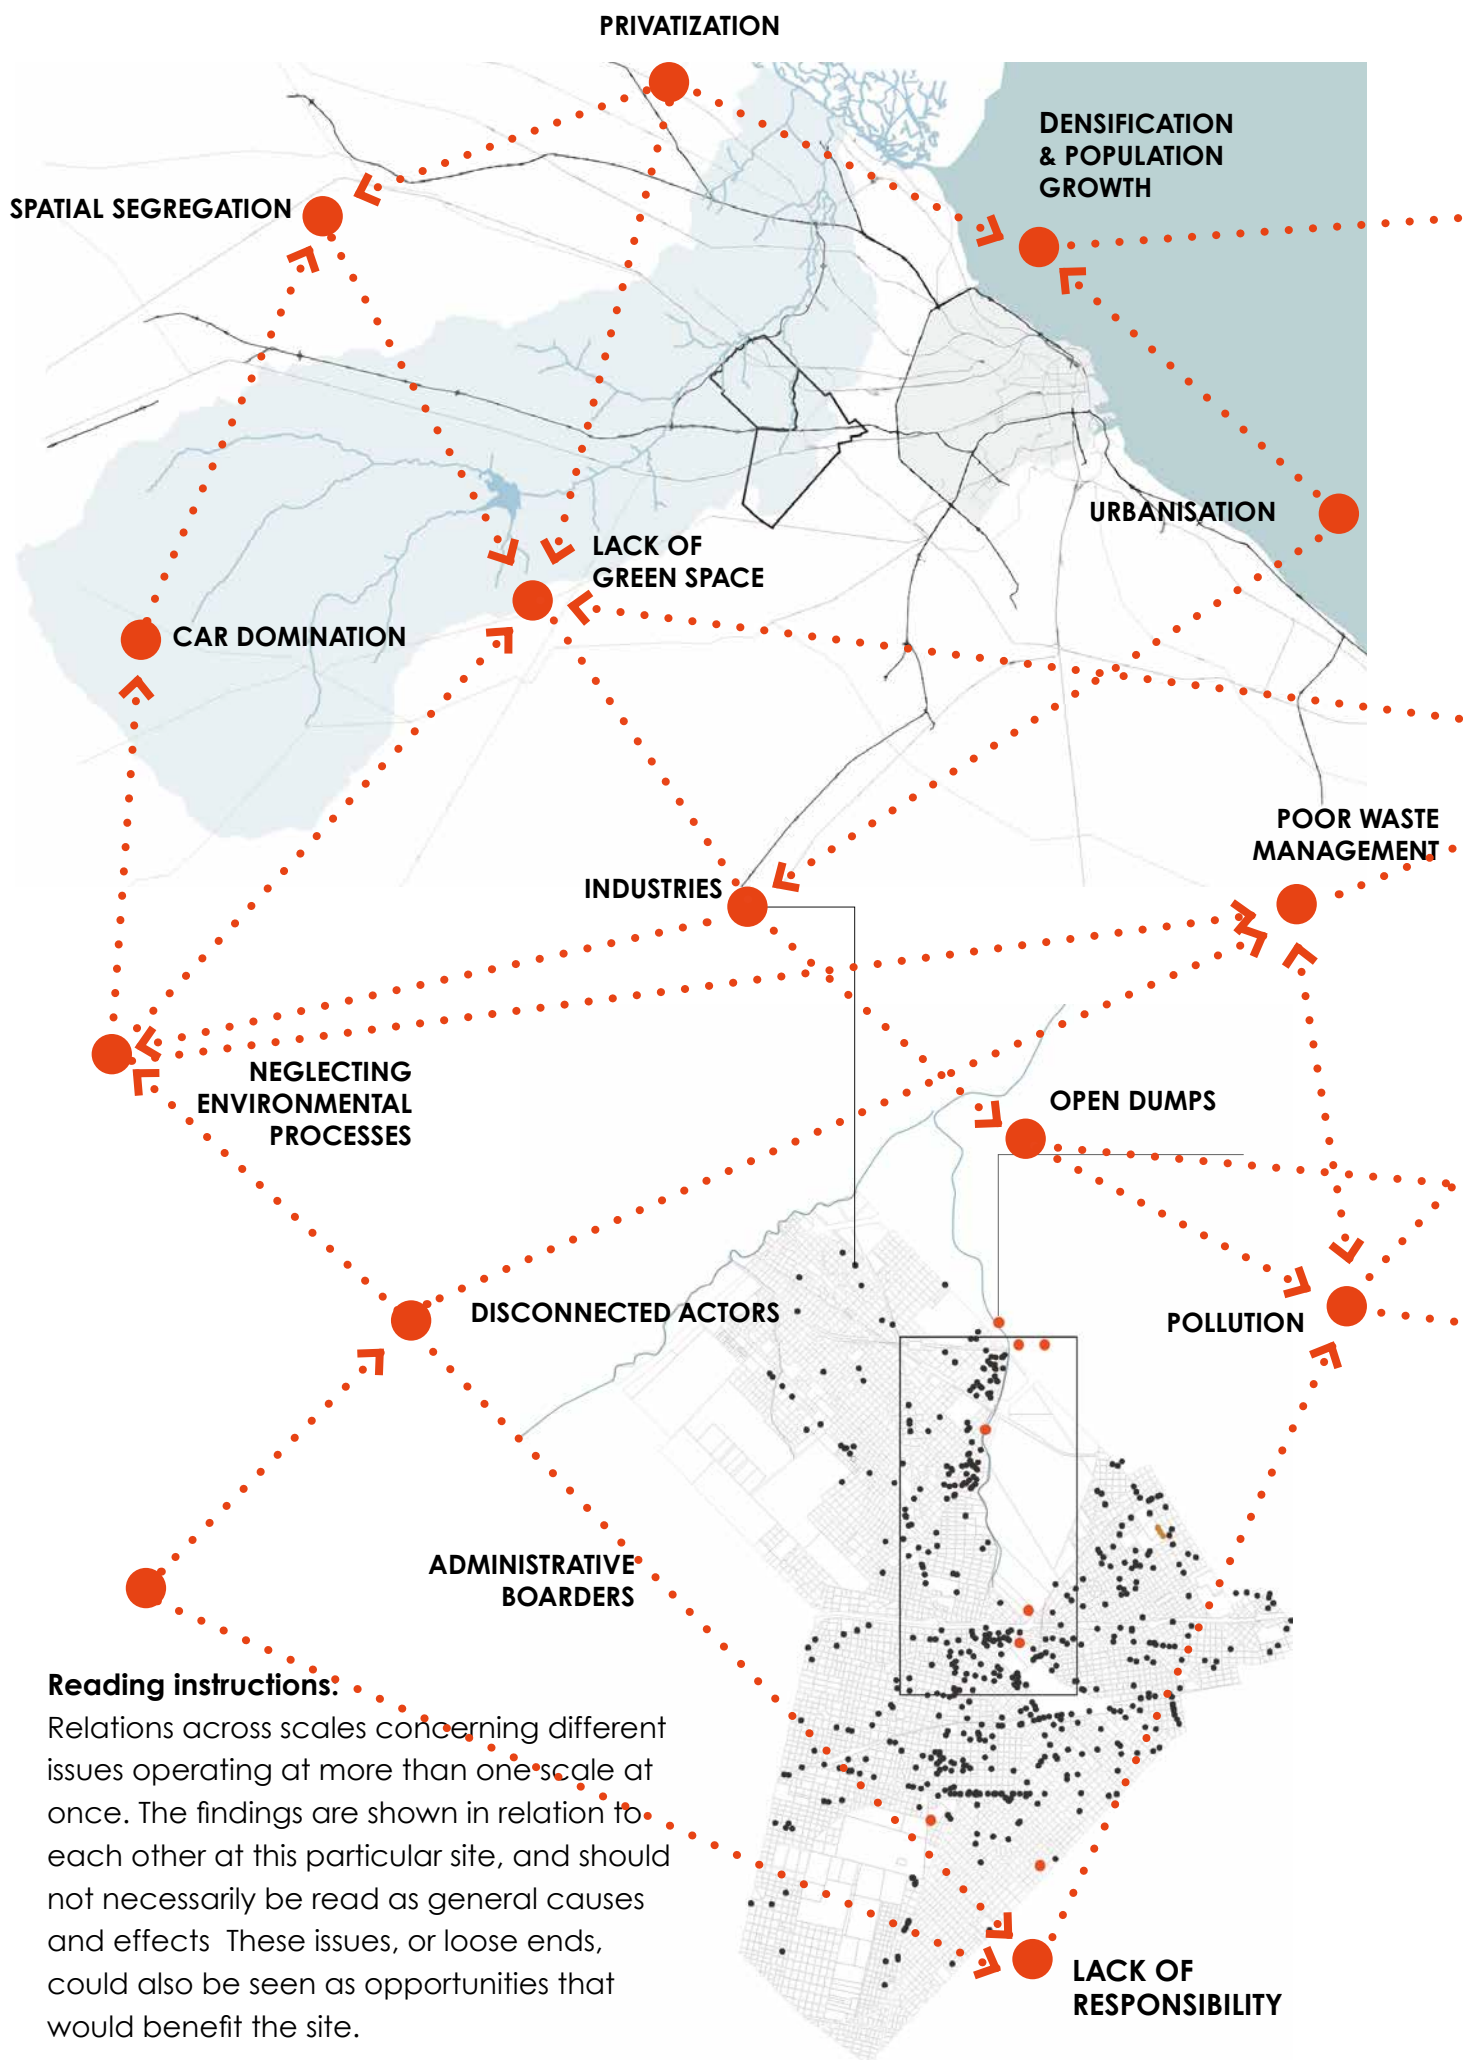 PRIVATIZATION
DENSIFICATION
& POPULATION
GROWTH
SPATIAL SEGREGATION
URBANISATION
LACK OF
GREEN SPACE
CAR DOMINATION
POOR WASTE
MANAGEMENT
INDUSTRIES
NEGLECTING
ENVIRONMENTAL
PROCESSES
OPEN DUMPS
DISCONNECTED ACTORS
POLLUTION
ADMINISTRATIVE
BOARDERS
Reading instructions:
Relations across scales concerning different
issues operating at more than one scale at
once. The findings are shown in relation to
each other at this particular site, and should
not necessarily be read as general causes
and effects  These issues, or loose ends,
could also be seen as opportunities that
would benefit the site.
LACK OF
RESPONSIBILITY